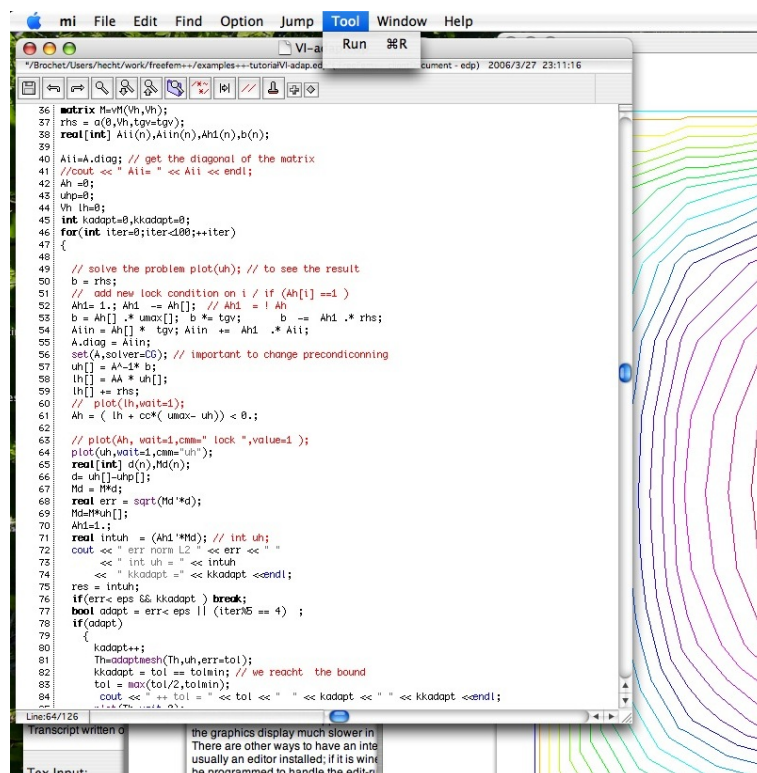 mi File Edit Find Option Jump Tool Window Help
Run ⌘R
VI-a
"/Brochet/Users/hecht/work/freefem++/examples++-tutorial/VI-adap.ed cument - edp) 2006/3/27 23:11:16
36 matrix M=vM(Vh,Vh);
37 rhs = a(0,Vh,tgv=tgv);
38 real[int] Aii(n),Aiin(n),Ah1(n),b(n);
39
40 Aii=A.diag; // get the diagonal of the matrix
41 //cout << " Aii= " << Aii << endl;
42 Ah =0;
43 uhp=0;
44 Vh lh=0;
45 int kadapt=0,kkadapt=0;
46 for(int iter=0;iter<100;++iter)
47 {
48
49 // solve the problem plot(uh); // to see the result
50 b = rhs;
51 // add new lock condition on i / if (Ah[i] ==1 )
52 Ah1= 1.; Ah1 -= Ah[]; // Ah1 = ! Ah
53 b = Ah[] .* umax[]; b *= tgv; b -= Ah1 .* rhs;
54 Aiin = Ah[] * tgv; Aiin += Ah1 .* Aii;
55 A.diag = Aiin;
56 set(A,solver=CG); // important to change precondiconning
57 uh[] = A^-1* b;
58 lh[] = AA * uh[];
59 lh[] += rhs;
60 // plot(lh,wait=1);
61 Ah = ( lh + cc*( umax- uh)) < 0.;
62
63 // plot(Ah, wait=1,cmm=" lock ",value=1 );
64 plot(uh,wait=1,cmm="uh");
65 real[int] d(n),Md(n);
66 d= uh[]-uhp[];
67 Md = M*d;
68 real err = sqrt(Md'*d);
69 Md=M*uh[];
70 Ah1=1.;
71 real intuh = (Ah1'*Md); // int uh;
72 cout << " err norm L2 " << err << " "
73 << " int uh = " << intuh
74 << " kkadapt =" << kkadapt <<endl;
75 res = intuh;
76 if(err< eps && kkadapt ) break;
77 bool adapt = err< eps || (iter%5 == 4) ;
78 if(adapt)
79 {
80 kadapt++;
81 Th=adaptmesh(Th,uh,err=tol);
82 kkadapt = tol == tolmin; // we reacht the bound
83 tol = max(tol/2,tolmin);
84 cout << " ++ tol = " << tol << " " << kadapt << " " << kkadapt <<endl;
Line:64/126
Transcript written o
the graphics display much slower in
There are other ways to have an inte
usually an editor installed; if it is wine
Tex Input:
be programmed to handle the edit-r